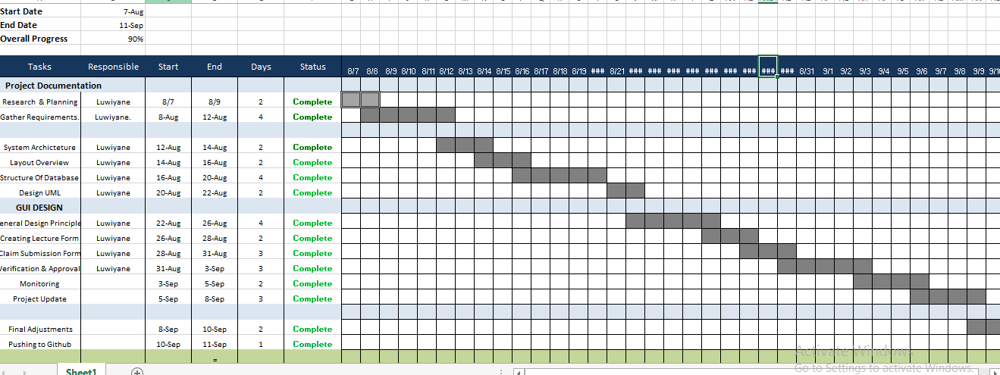 Start Date 7-Aug
End Date 11-Sep
Overall Progress 90%
Tasks Responsible Start End Days Status 8/7 8/8 8/9 8/10 8/11 8/12 8/13 8/14 8/15 8/16 8/17 8/18 8/19 ### 8/21 ### ### ### ### ### ### ### ### ### 8/31 9/1 9/2 9/3 9/4 9/5 9/6 9/7 9/8 9/9 9/10
Project Documentation
Research & Planning Luwiyane 8/7 8/9 2 Complete
Gather Requirements. Luwiyane. 8-Aug 12-Aug 4 Complete
System Archicteture Luwiyane 12-Aug 14-Aug 2 Complete
Layout Overview Luwiyane 14-Aug 16-Aug 2 Complete
Structure Of Database Luwiyane 16-Aug 20-Aug 4 Complete
Design UML Luwiyane 20-Aug 22-Aug 2 Complete
GUI DESIGN
eneral Design Principle Luwiyane 22-Aug 26-Aug 4 Complete
Creating Lecture Form Luwiyane 26-Aug 28-Aug 2 Complete
Claim Submission Form Luwiyane 28-Aug 31-Aug 3 Complete
Verification & Approval Luwiyane 31-Aug 3-Sep 3 Complete
Monitoring 3-Sep 5-Sep 2 Complete
Project Update 5-Sep 8-Sep 3 Complete
Final Adjustments 8-Sep 10-Sep 2 Complete
Pushing to Github 10-Sep 11-Sep 1 Complete
=
Activate Windows
Go to Settings to activate Windows.
Sheet1